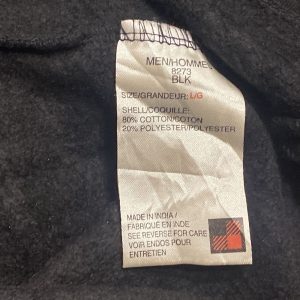 MEN/HOMME
8273
BLK
SIZE/GRANDEUR: L/G
SHELL/COQUILLE:
80% COTTON/COTON
20% POLYESTER/POLYESTER
MADE IN INDIA/
FABRIQUÉ EN INDE
SEE REVERSE FOR CARE
VOIR ENDOS POUR
ENTRETIEN